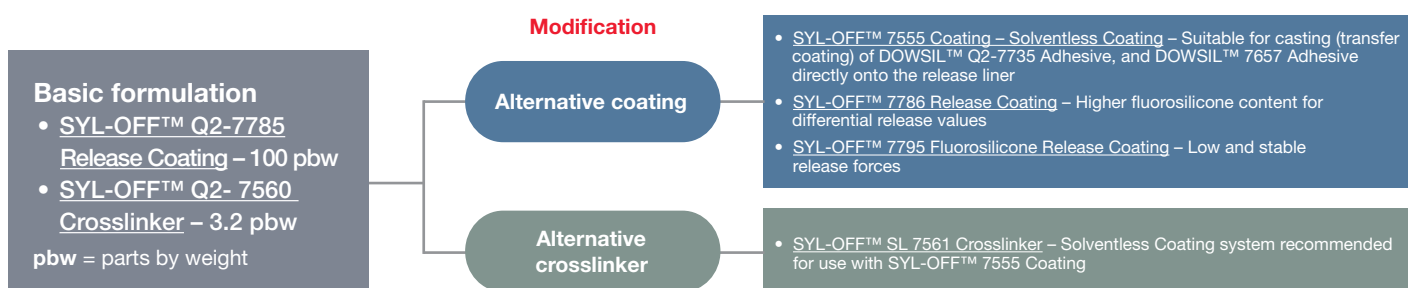 Modification
Basic formulation
• SYL-OFF™ Q2-7785
Release Coating – 100 pbw
• SYL-OFF™ Q2- 7560
Crosslinker – 3.2 pbw
pbw = parts by weight
Alternative coating
• SYL-OFF™ 7555 Coating – Solventless Coating – Suitable for casting (transfer
coating) of DOWSIL™ Q2-7735 Adhesive, and DOWSIL™ 7657 Adhesive
directly onto the release liner
• SYL-OFF™ 7786 Release Coating – Higher fluorosilicone content for
differential release values
• SYL-OFF™ 7795 Fluorosilicone Release Coating – Low and stable
release forces
Alternative
crosslinker
• SYL-OFF™ SL 7561 Crosslinker – Solventless Coating system recommended
for use with SYL-OFF™ 7555 Coating